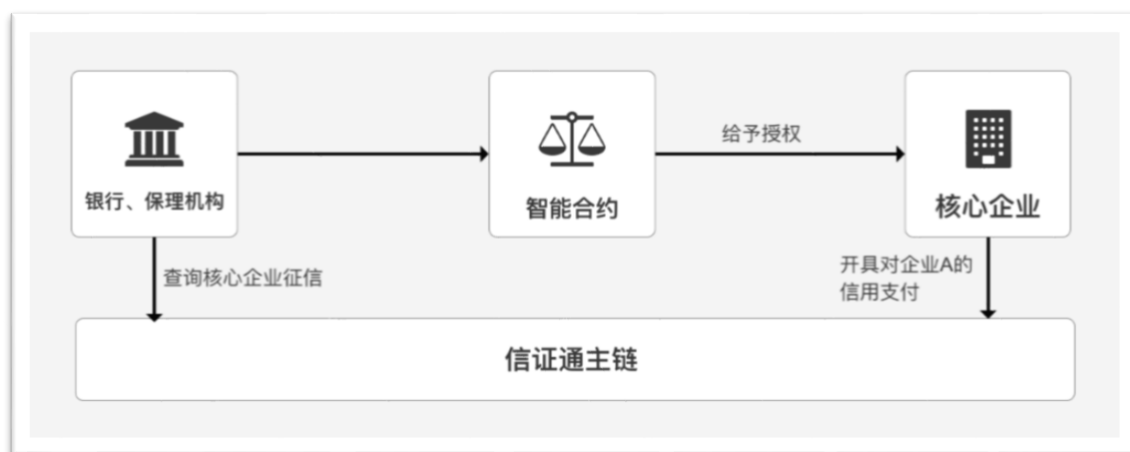 给予授权
银行、保理机构
智能合约
核心企业
查询核心企业征信
开具对企业A的
信用支付
信证通主链